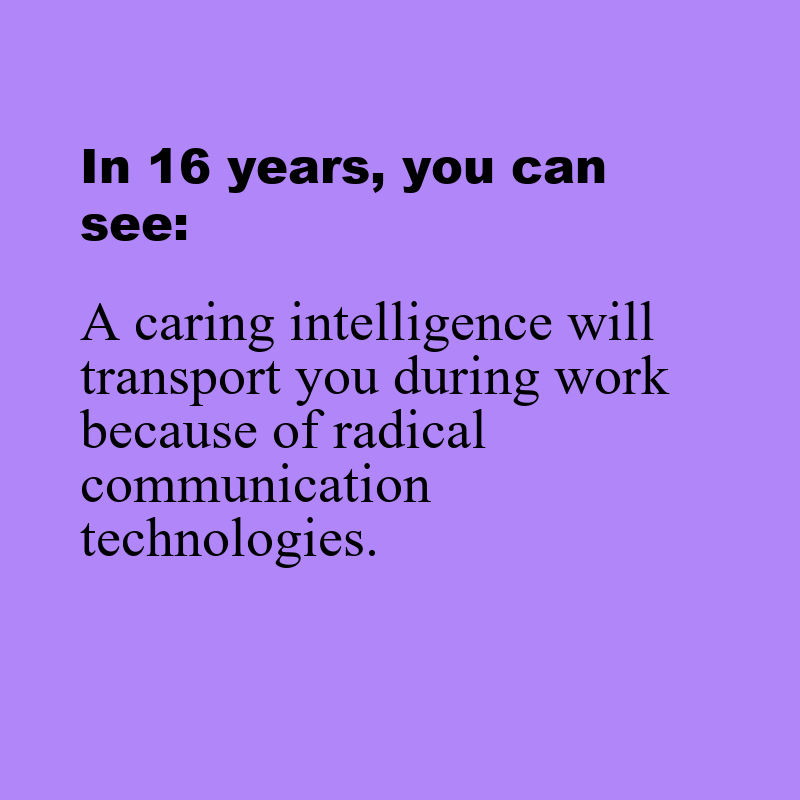 In 16 years, you can
see:
A caring intelligence will
transport you during work
because of radical
communication
technologies.